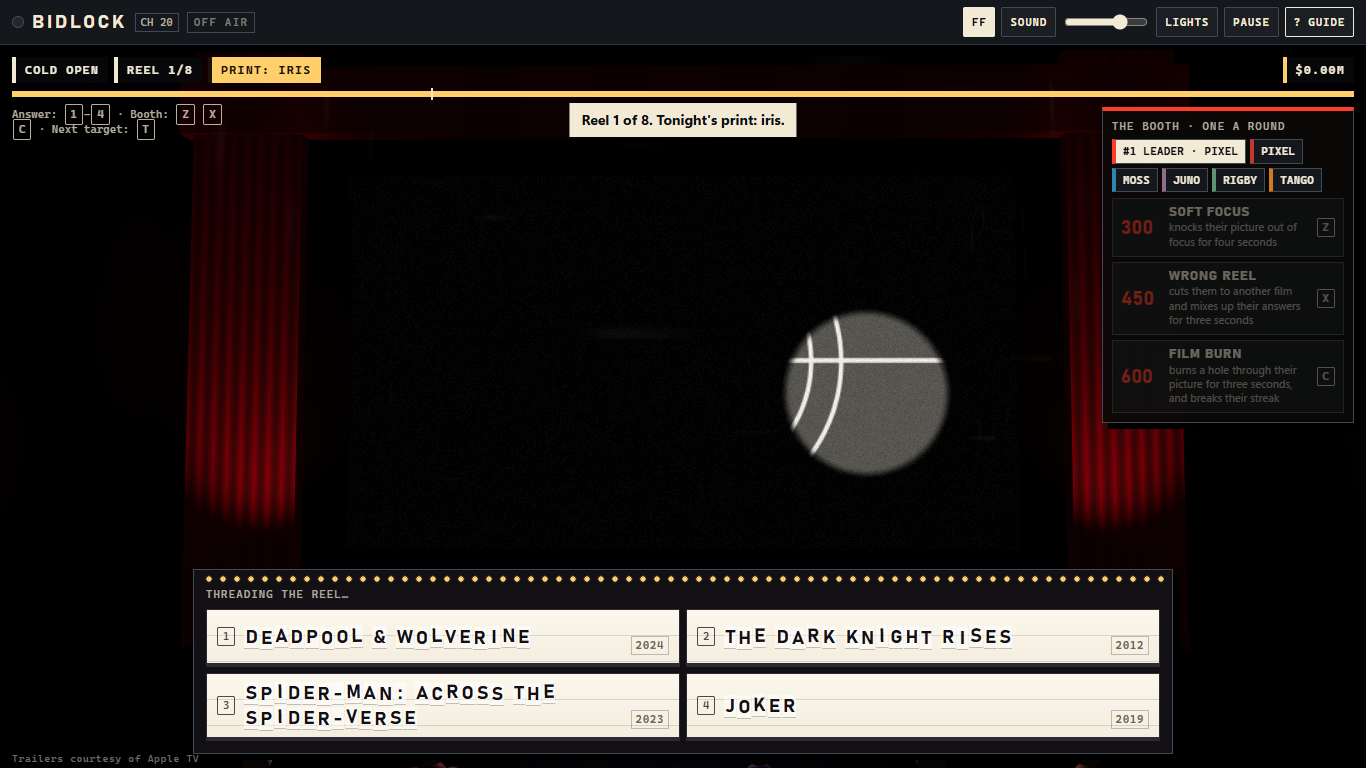 BIDLOCK CH 20 OFF AIR FF SOUND LIGHTS PAUSE ? GUIDE
COLD OPEN REEL 1/8 PRINT: IRIS $0.00M
Answer: 1–4 · Booth: Z X
C · Next target: T
Reel 1 of 8. Tonight's print: iris.
THE BOOTH · ONE A ROUND
#1 LEADER · PIXEL PIXEL
MOSS JUNO RIGBY TANGO
300 SOFT FOCUS
knocks their picture out of
focus for four seconds
Z
450 WRONG REEL
cuts them to another film
and mixes up their answers
for three seconds
X
600 FILM BURN
burns a hole through their
picture for three seconds,
and breaks their streak
C
THREADING THE REEL…
1 DEADPOOL & WOLVERINE 2024
2 THE DARK KNIGHT RISES 2012
3 SPIDER-MAN: ACROSS THE
SPIDER-VERSE 2023
4 JOKER 2019
Trailers courtesy of Apple TV